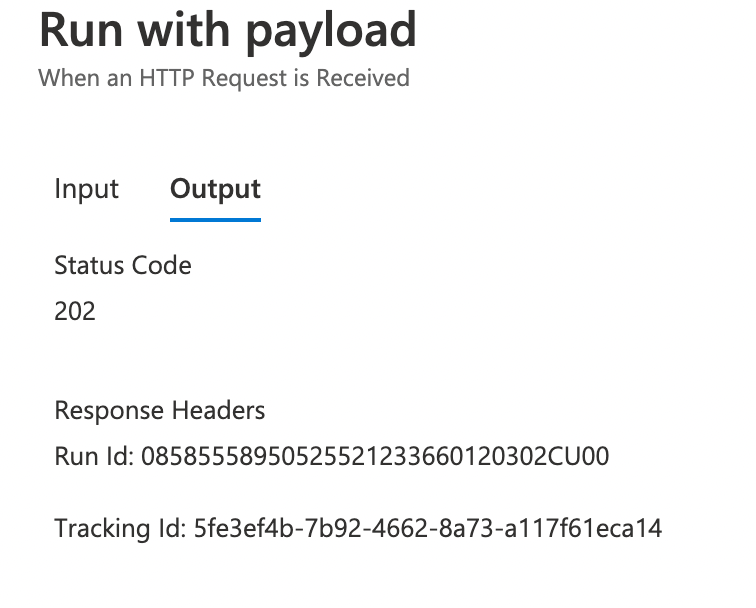 Run with payload
When an HTTP Request is Received
Input Output
Status Code
202
Response Headers
Run Id: 08585558950525521233660120302CU00
Tracking Id: 5fe3ef4b-7b92-4662-8a73-a117f61eca14